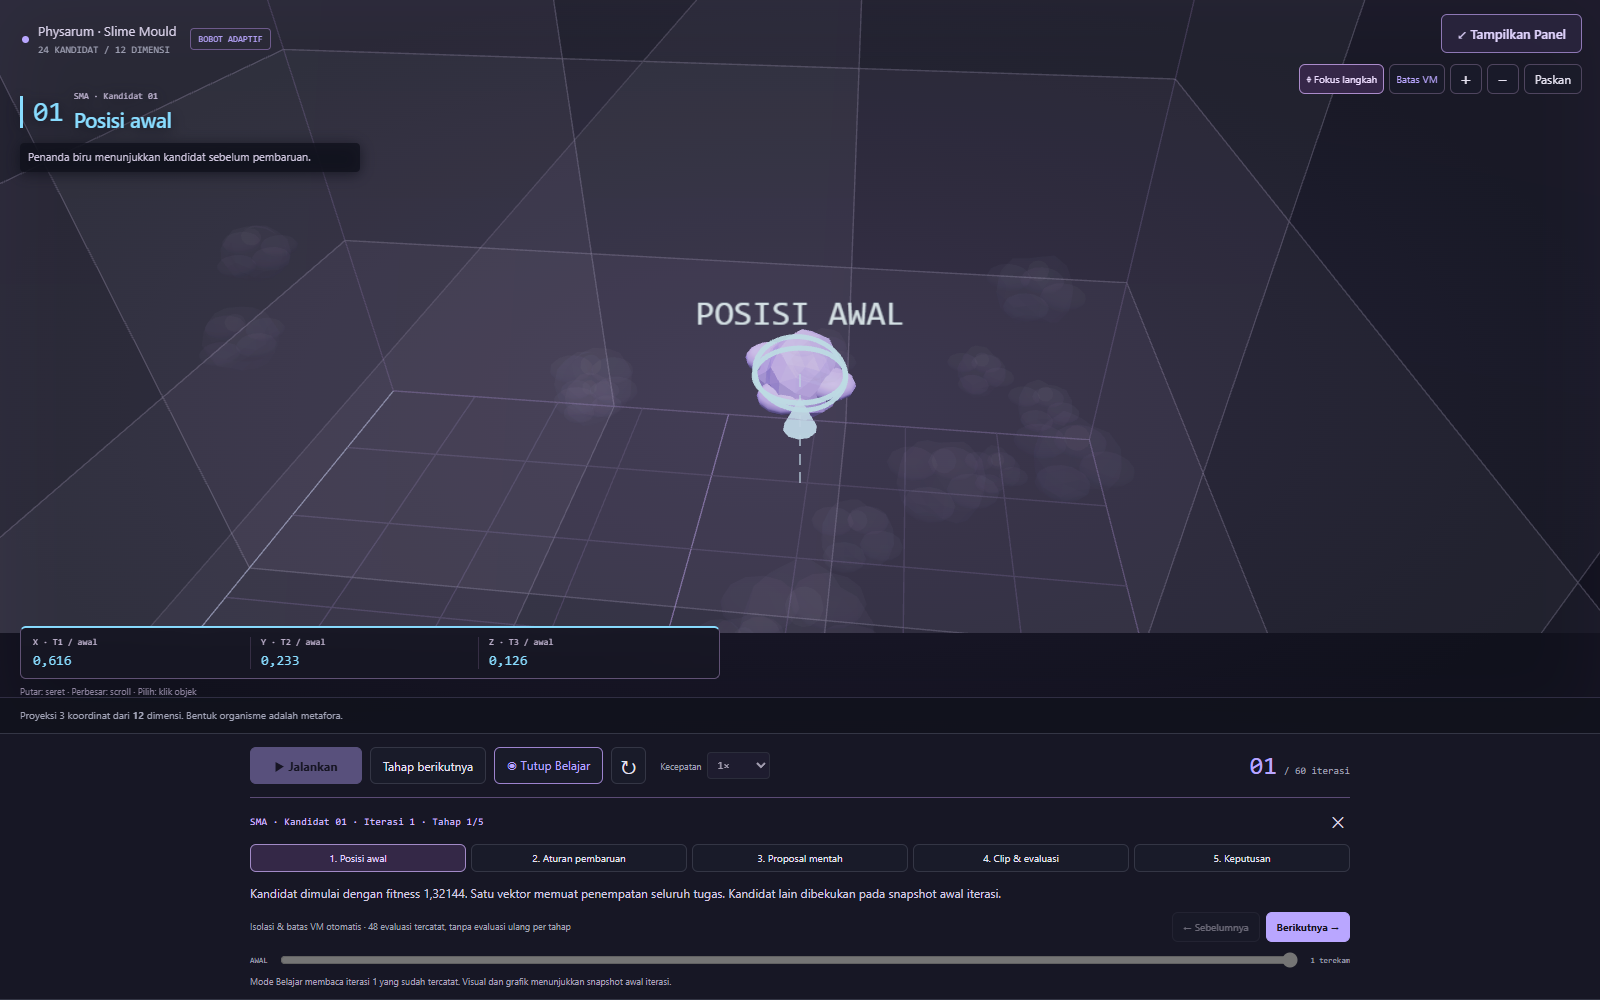 Physarum · Slime Mould
24 KANDIDAT / 12 DIMENSI
BOBOT ADAPTIF
↙ Tampilkan Panel
⌖ Fokus langkah
Batas VM
+
−
Paskan
SMA · Kandidat 01
01
Posisi awal
Penanda biru menunjukkan kandidat sebelum pembaruan.
POSISI AWAL
X · T1 / awal
0,616
Y · T2 / awal
0,233
Z · T3 / awal
0,126
Putar: seret · Perbesar: scroll · Pilih: klik objek
Proyeksi 3 koordinat dari 12 dimensi. Bentuk organisme adalah metafora.
▶ Jalankan
Tahap berikutnya
◉ Tutup Belajar
↻
Kecepatan
1×
01 / 60 iterasi
SMA · Kandidat 01 · Iterasi 1 · Tahap 1/5
×
1. Posisi awal
2. Aturan pembaruan
3. Proposal mentah
4. Clip & evaluasi
5. Keputusan
Kandidat dimulai dengan fitness 1,32144. Satu vektor memuat penempatan seluruh tugas. Kandidat lain dibekukan pada snapshot awal iterasi.
Isolasi & batas VM otomatis · 48 evaluasi tercatat, tanpa evaluasi ulang per tahap
← Sebelumnya
Berikutnya →
AWAL
1 terekam
Mode Belajar membaca iterasi 1 yang sudah tercatat. Visual dan grafik menunjukkan snapshot awal iterasi.